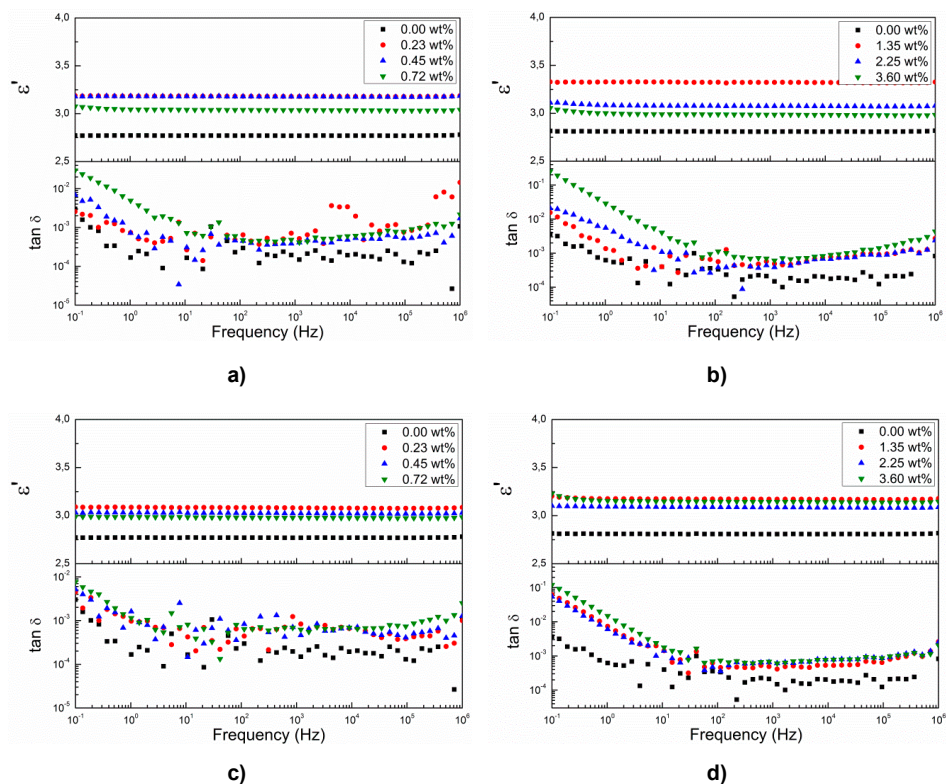 4,0
0.00 wt%
0.23 wt%
0.45 wt%
0.72 wt%
3,5
ε'
3,0
2,5
10⁻²
10⁻³
tan δ
10⁻⁴
10⁻⁵
10⁻¹ 10⁰ 10¹ 10² 10³ 10⁴ 10⁵ 10⁶
Frequency (Hz)
a)
4,0
0.00 wt%
1.35 wt%
2.25 wt%
3.60 wt%
3,5
ε'
3,0
2,5
10⁻¹
10⁻²
tan δ
10⁻³
10⁻⁴
10⁻¹ 10⁰ 10¹ 10² 10³ 10⁴ 10⁵ 10⁶
Frequency (Hz)
b)
4,0
0.00 wt%
0.23 wt%
0.45 wt%
0.72 wt%
3,5
ε'
3,0
2,5
10⁻²
10⁻³
tan δ
10⁻⁴
10⁻⁵
10⁻¹ 10⁰ 10¹ 10² 10³ 10⁴ 10⁵ 10⁶
Frequency (Hz)
c)
4,0
0.00 wt%
1.35 wt%
2.25 wt%
3.60 wt%
3,5
ε'
3,0
2,5
10⁻¹
10⁻²
tan δ
10⁻³
10⁻⁴
10⁻¹ 10⁰ 10¹ 10² 10³ 10⁴ 10⁵ 10⁶
Frequency (Hz)
d)